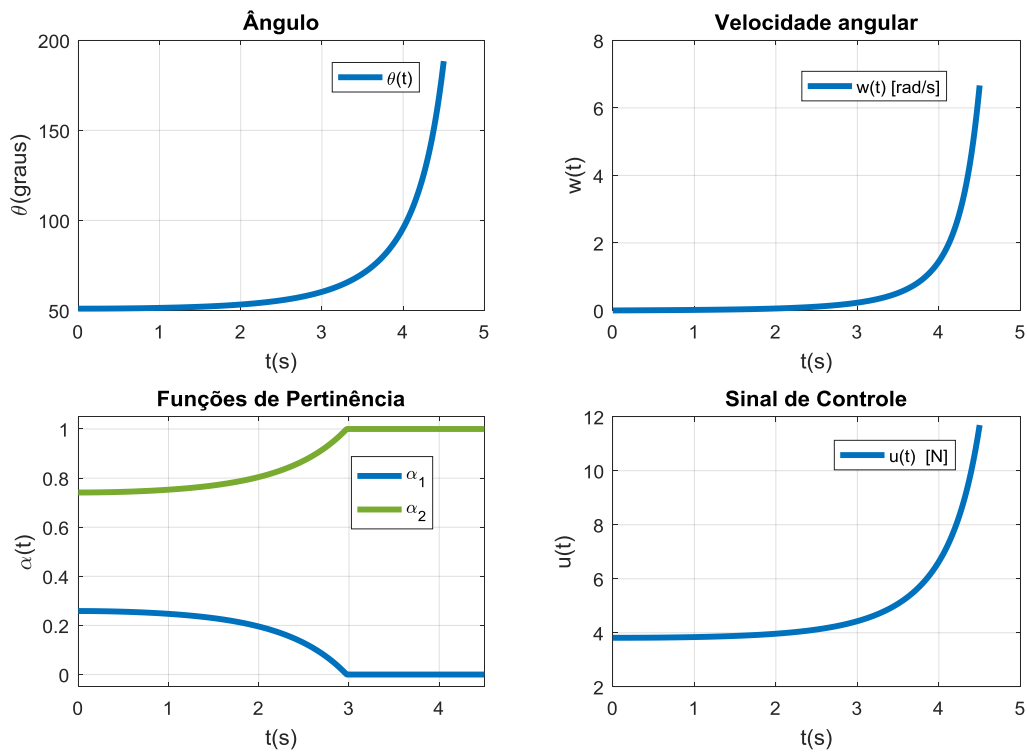 Ângulo
200
150
100
50
θ(graus)
θ(t)
0 1 2 3 4 5
t(s)
Velocidade angular
8
6
4
2
0
w(t)
w(t) [rad/s]
0 1 2 3 4 5
t(s)
Funções de Pertinência
1
0.8
0.6
0.4
0.2
0
α(t)
α1
α2
0 1 2 3 4
t(s)
Sinal de Controle
12
10
8
6
4
2
u(t)
u(t) [N]
0 1 2 3 4 5
t(s)